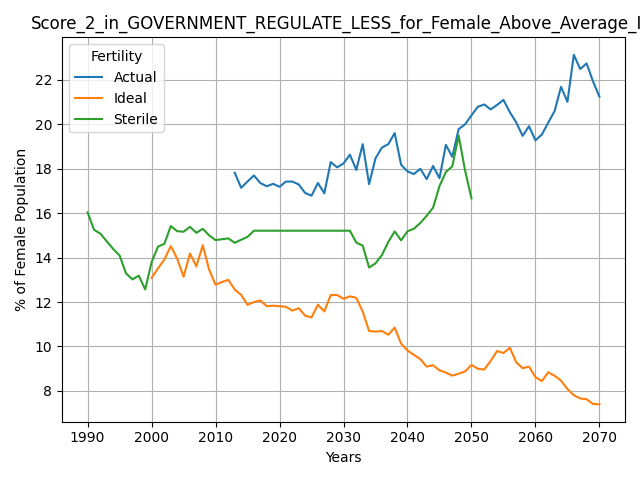 Score_2_in_GOVERNMENT_REGULATE_LESS_for_Female_Above_Average_I
Fertility
Actual
Ideal
Sterile
% of Female Population
22
20
18
16
14
12
10
8
1990 2000 2010 2020 2030 2040 2050 2060 2070
Years